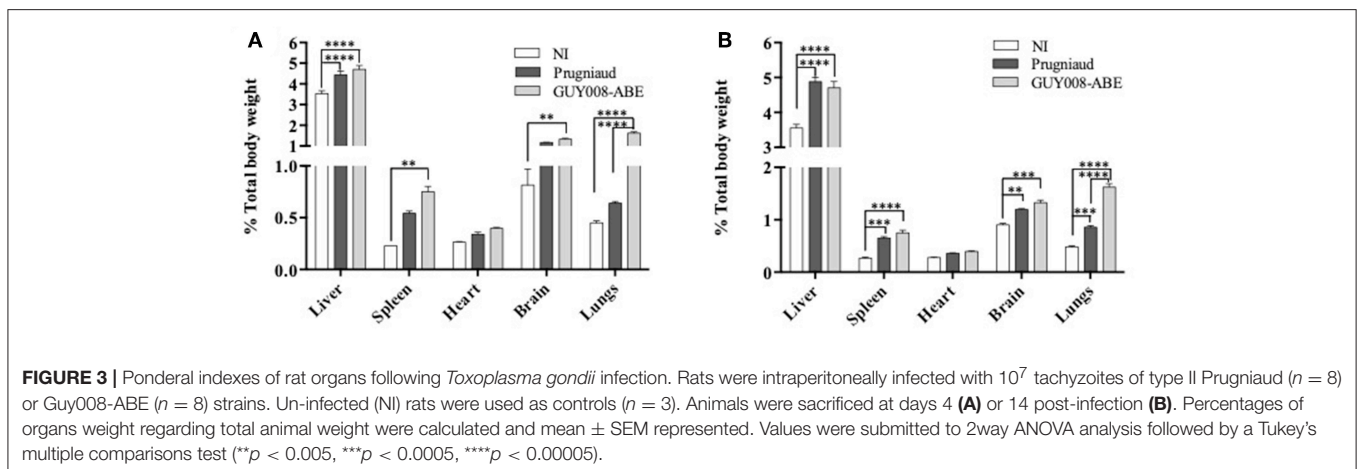 A
6
5
4
3
2
1
1.0
0.5
0.0
% Total body weight
NI
Prugniaud
GUY008-ABE
****
****
**
**
****
****
Liver
Spleen
Heart
Brain
Lungs
B
6
5
4
3
2
1
0
% Total body weight
NI
Prugniaud
GUY008-ABE
****
****
****
***
***
**
****
****
***
Liver
Spleen
Heart
Brain
Lungs
FIGURE 3 | Ponderal indexes of rat organs following Toxoplasma gondii infection. Rats were intraperitoneally infected with 10⁷ tachyzoites of type II Prugniaud (n = 8)
or Guy008-ABE (n = 8) strains. Un-infected (NI) rats were used as controls (n = 3). Animals were sacrificed at days 4 (A) or 14 post-infection (B). Percentages of
organs weight regarding total animal weight were calculated and mean ± SEM represented. Values were submitted to 2way ANOVA analysis followed by a Tukey's
multiple comparisons test (**p < 0.005, ***p < 0.0005, ****p < 0.00005).